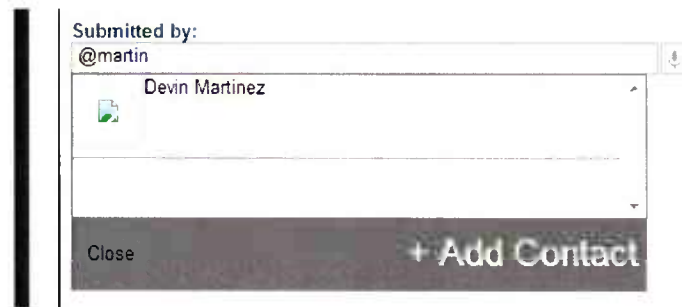 Submitted by:
@martin
Devin Martinez
Close
+ Add Contact